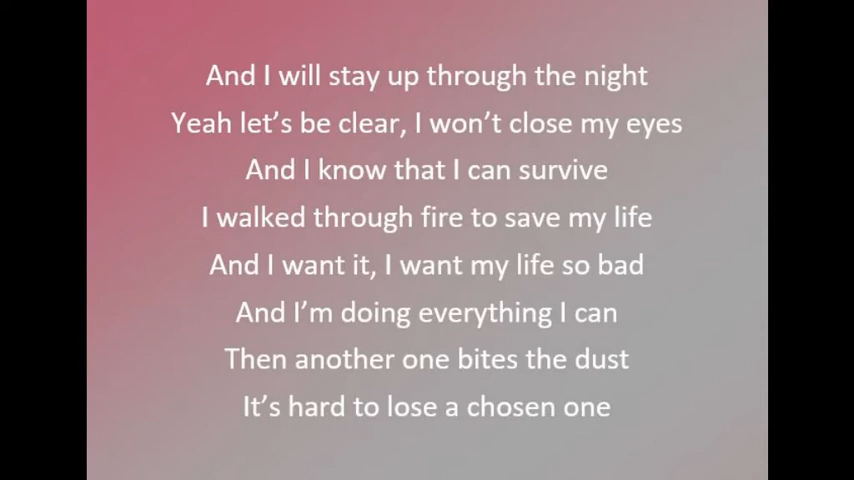 And I will stay up through the night
Yeah let’s be clear, I won’t close my eyes
And I know that I can survive
I walked through fire to save my life
And I want it, I want my life so bad
And I’m doing everything I can
Then another one bites the dust
It’s hard to lose a chosen one